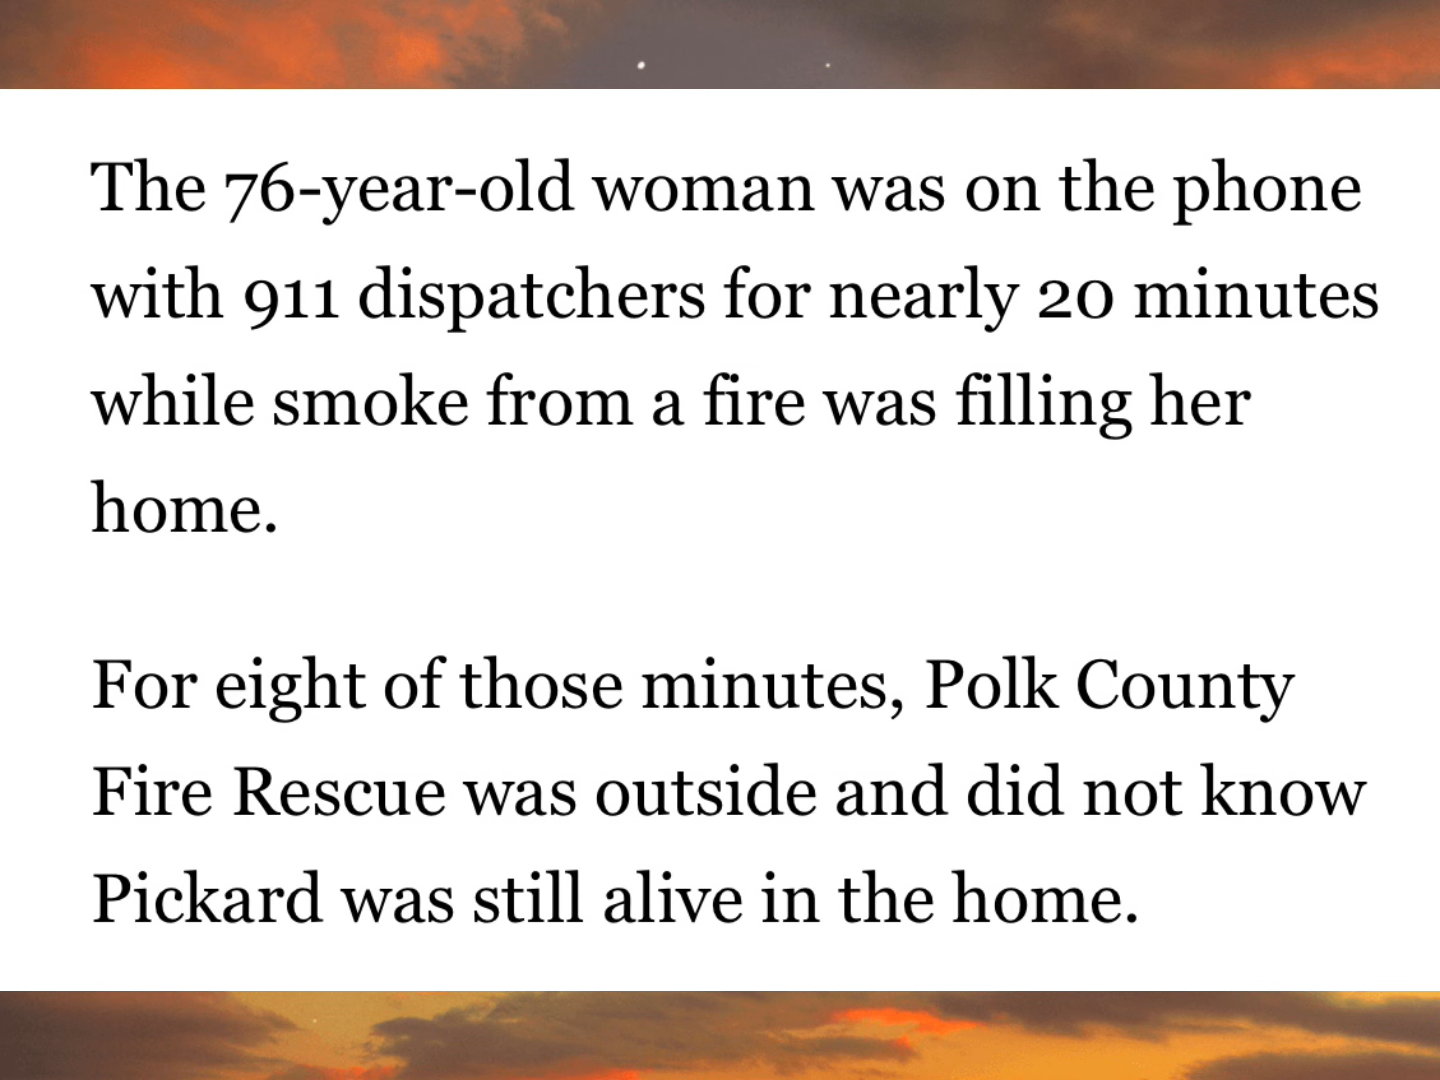 The 76-year-old woman was on the phone
with 911 dispatchers for nearly 20 minutes
while smoke from a fire was filling her
home.
For eight of those minutes, Polk County
Fire Rescue was outside and did not know
Pickard was still alive in the home.